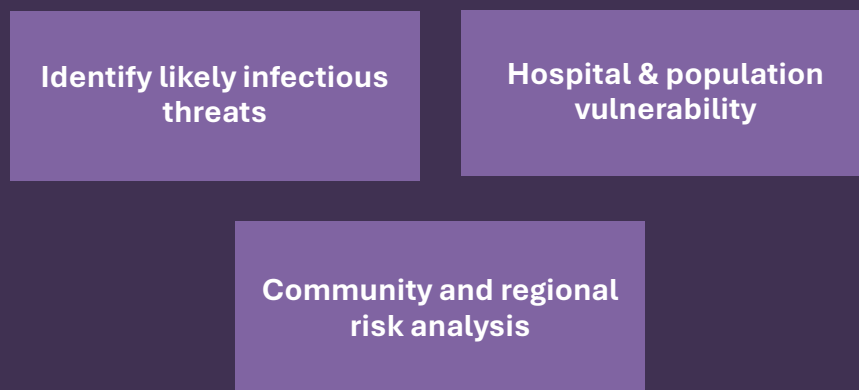 Identify likely infectious
threats
Hospital & population
vulnerability
Community and regional
risk analysis